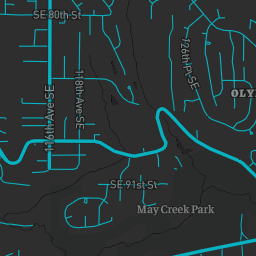 SE 80th St
126th Pl SE
118th Ave SE
OLY
116th Ave SE
SE 91st St
May Creek Park